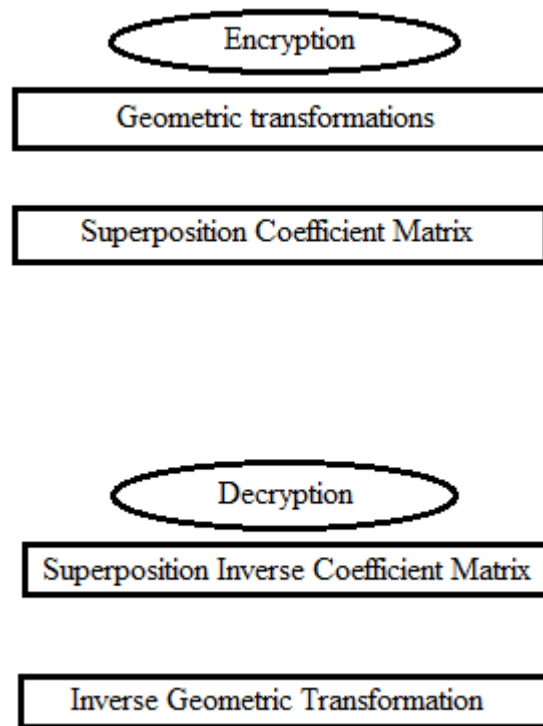 Encryption
Geometric transformations
Superposition Coefficient Matrix
Decryption
Superposition Inverse Coefficient Matrix
Inverse Geometric Transformation